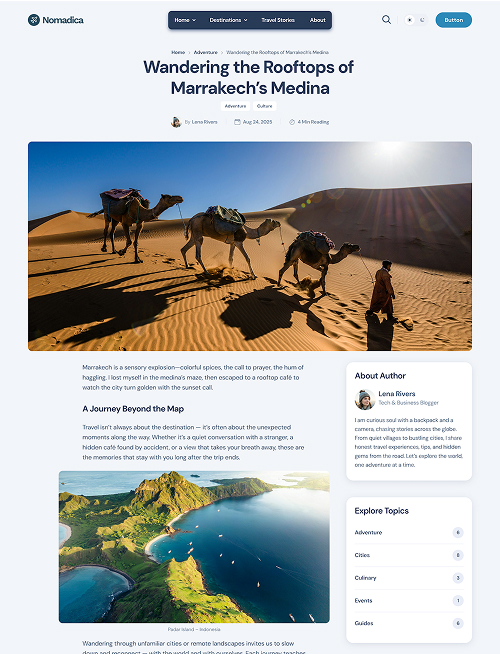 Nomadica
Home Destinations Travel Stories About
Button
Home > Adventure > Wandering the Rooftops of Marrakech's Medina
Wandering the Rooftops of
Marrakech's Medina
Adventure Culture
By Lena Rivers Aug 24, 2025 4 Min Reading
Marrakech is a sensory explosion—colorful spices, the call to prayer, the hum of
haggling. I lost myself in the medina's maze, then escaped to a rooftop café to
watch the city turn golden with the sunset call.
A Journey Beyond the Map
Travel isn't always about the destination — it's often about the unexpected
moments along the way. Whether it's a quiet conversation with a stranger, a
hidden café found by accident, or a view that takes your breath away, those are
the memories that stay with you long after the trip ends.
Padar Island – Indonesia
Wandering through unfamiliar cities or remote landscapes invites us to slow
down and reconnect — with the world and with ourselves. Each journey teaches
About Author
Lena Rivers
Tech & Business Blogger
I am curious soul with a backpack and a
camera, chasing stories across the globe.
From quiet villages to bustling cities, I share
honest travel experiences, tips, and hidden
gems from the road. Let's explore the world,
one adventure at a time.
Explore Topics
Adventure 6
Cities 8
Culinary 3
Events 1
Guides 6